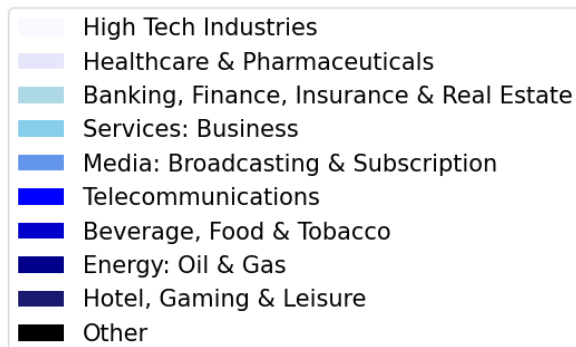 High Tech Industries
Healthcare & Pharmaceuticals
Banking, Finance, Insurance & Real Estate
Services: Business
Media: Broadcasting & Subscription
Telecommunications
Beverage, Food & Tobacco
Energy: Oil & Gas
Hotel, Gaming & Leisure
Other